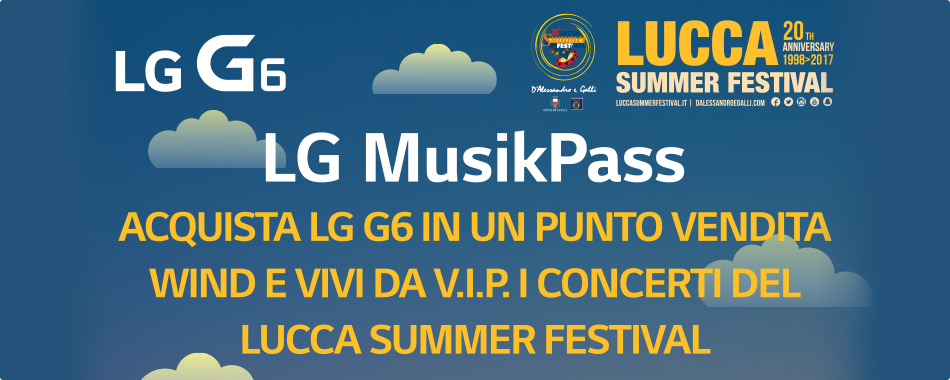 LG G6
LUCCA
20TH
ANNIVERSARY
1998>2017
SUMMER FESTIVAL
D'Alessandro e Galli
LUCCASUMMERFESTIVAL.IT | DALESSANDROEGALLI.COM
LG MusikPass
ACQUISTA LG G6 IN UN PUNTO VENDITA
WIND E VIVI DA V.I.P. I CONCERTI DEL
LUCCA SUMMER FESTIVAL